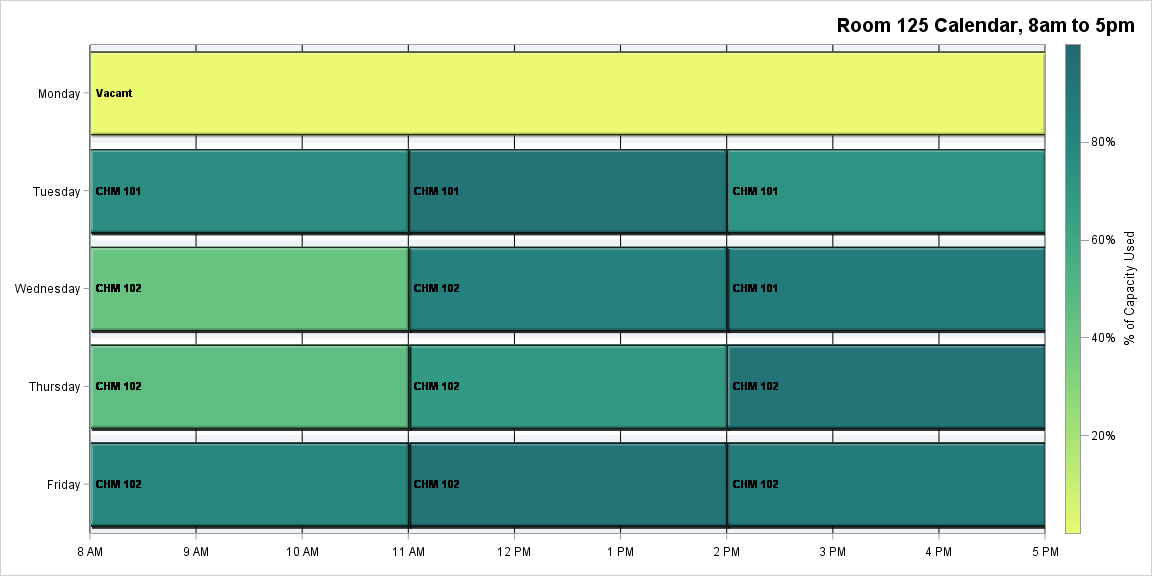 Room 125 Calendar, 8am to 5pm
Monday
Vacant
Tuesday
CHM 101
CHM 101
CHM 101
Wednesday
CHM 102
CHM 102
CHM 101
Thursday
CHM 102
CHM 102
CHM 102
Friday
CHM 102
CHM 102
CHM 102
8 AM
9 AM
10 AM
11 AM
12 PM
1 PM
2 PM
3 PM
4 PM
5 PM
80%
60%
40%
20%
% of Capacity Used